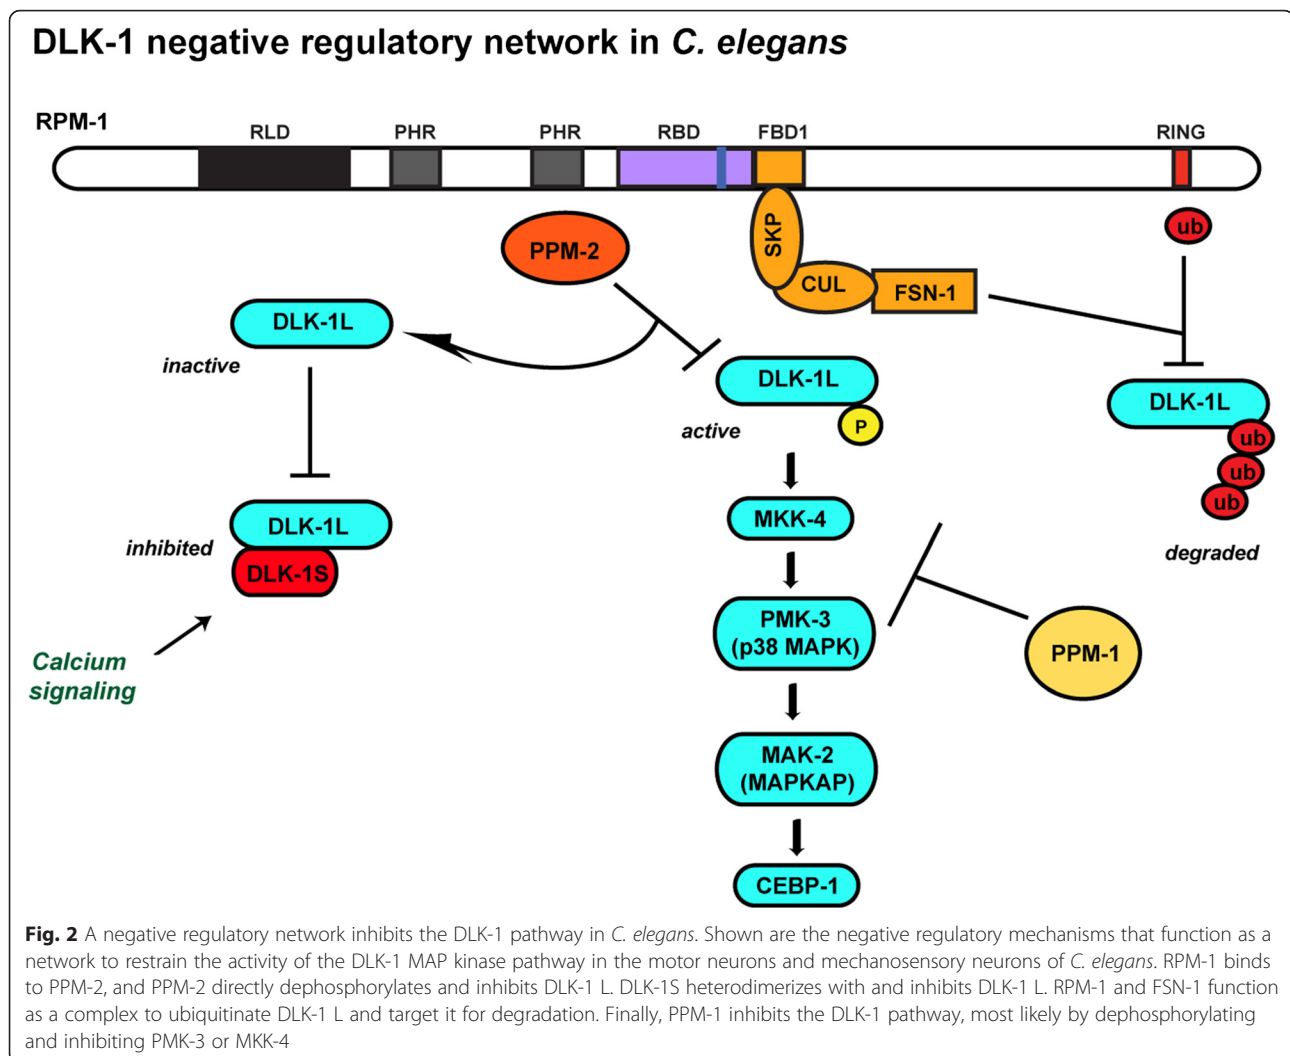 DLK-1 negative regulatory network in C. elegans
RPM-1
RLD
PHR
PHR
RBD
FBD1
RING
SKP
CUL
FSN-1
ub
PPM-2
DLK-1L
inactive
DLK-1L
P
active
DLK-1L
ub
ub
ub
degraded
DLK-1L
DLK-1S
inhibited
Calcium
signaling
MKK-4
PMK-3
(p38 MAPK)
PPM-1
MAK-2
(MAPKAP)
CEBP-1
Fig. 2 A negative regulatory network inhibits the DLK-1 pathway in C. elegans. Shown are the negative regulatory mechanisms that function as a
network to restrain the activity of the DLK-1 MAP kinase pathway in the motor neurons and mechanosensory neurons of C. elegans. RPM-1 binds
to PPM-2, and PPM-2 directly dephosphorylates and inhibits DLK-1 L. DLK-1S heterodimerizes with and inhibits DLK-1 L. RPM-1 and FSN-1 function
as a complex to ubiquitinate DLK-1 L and target it for degradation. Finally, PPM-1 inhibits the DLK-1 pathway, most likely by dephosphorylating
and inhibiting PMK-3 or MKK-4